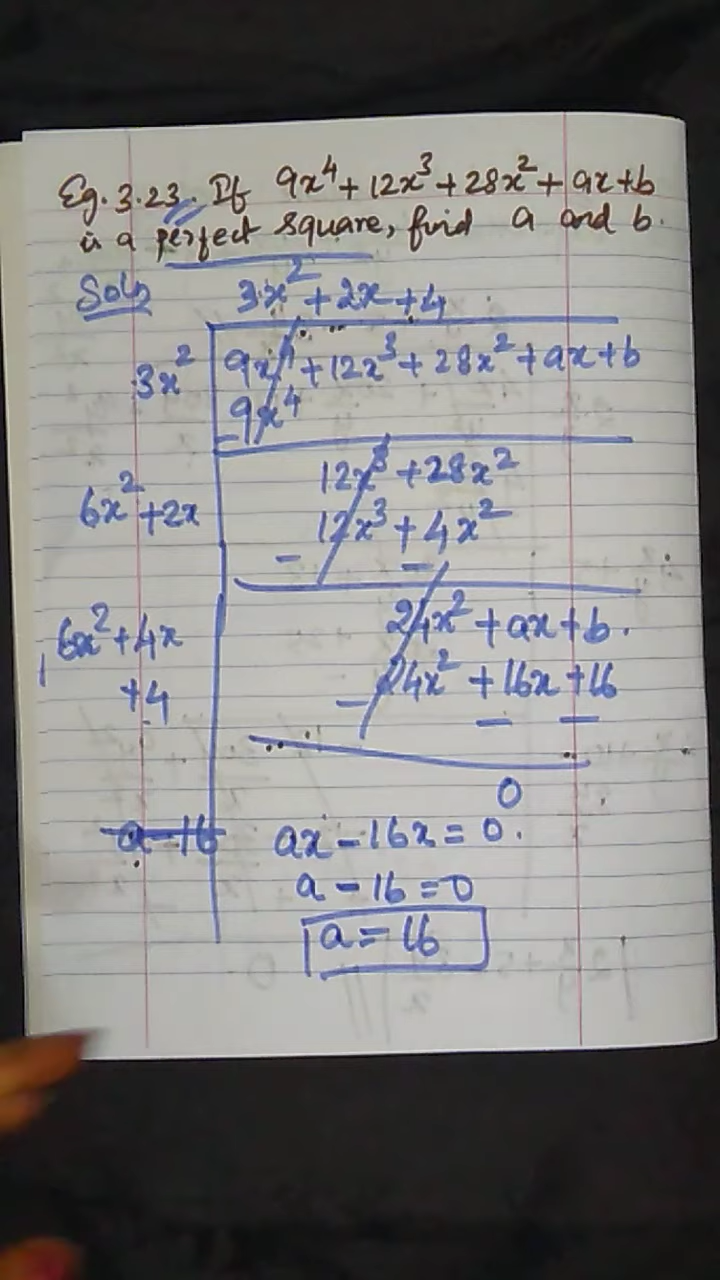 Eg. 3.23. If 9x⁴ + 12x³ + 28x² + ax + b
is a perfect square, find a and b.
Soln
3x² + 2x + 4
3x² 9x⁴ + 12x³ + 28x² + ax + b
9x⁴
−
12x³ + 28x²
6x² + 2x 12x³ + 4x²
− −
24x² + ax + b.
6x² + 4x
+ 4 24x² + 16x + 16
− − −
0
a − 16 ax − 16x = 0.
a − 16 = 0
a = 16